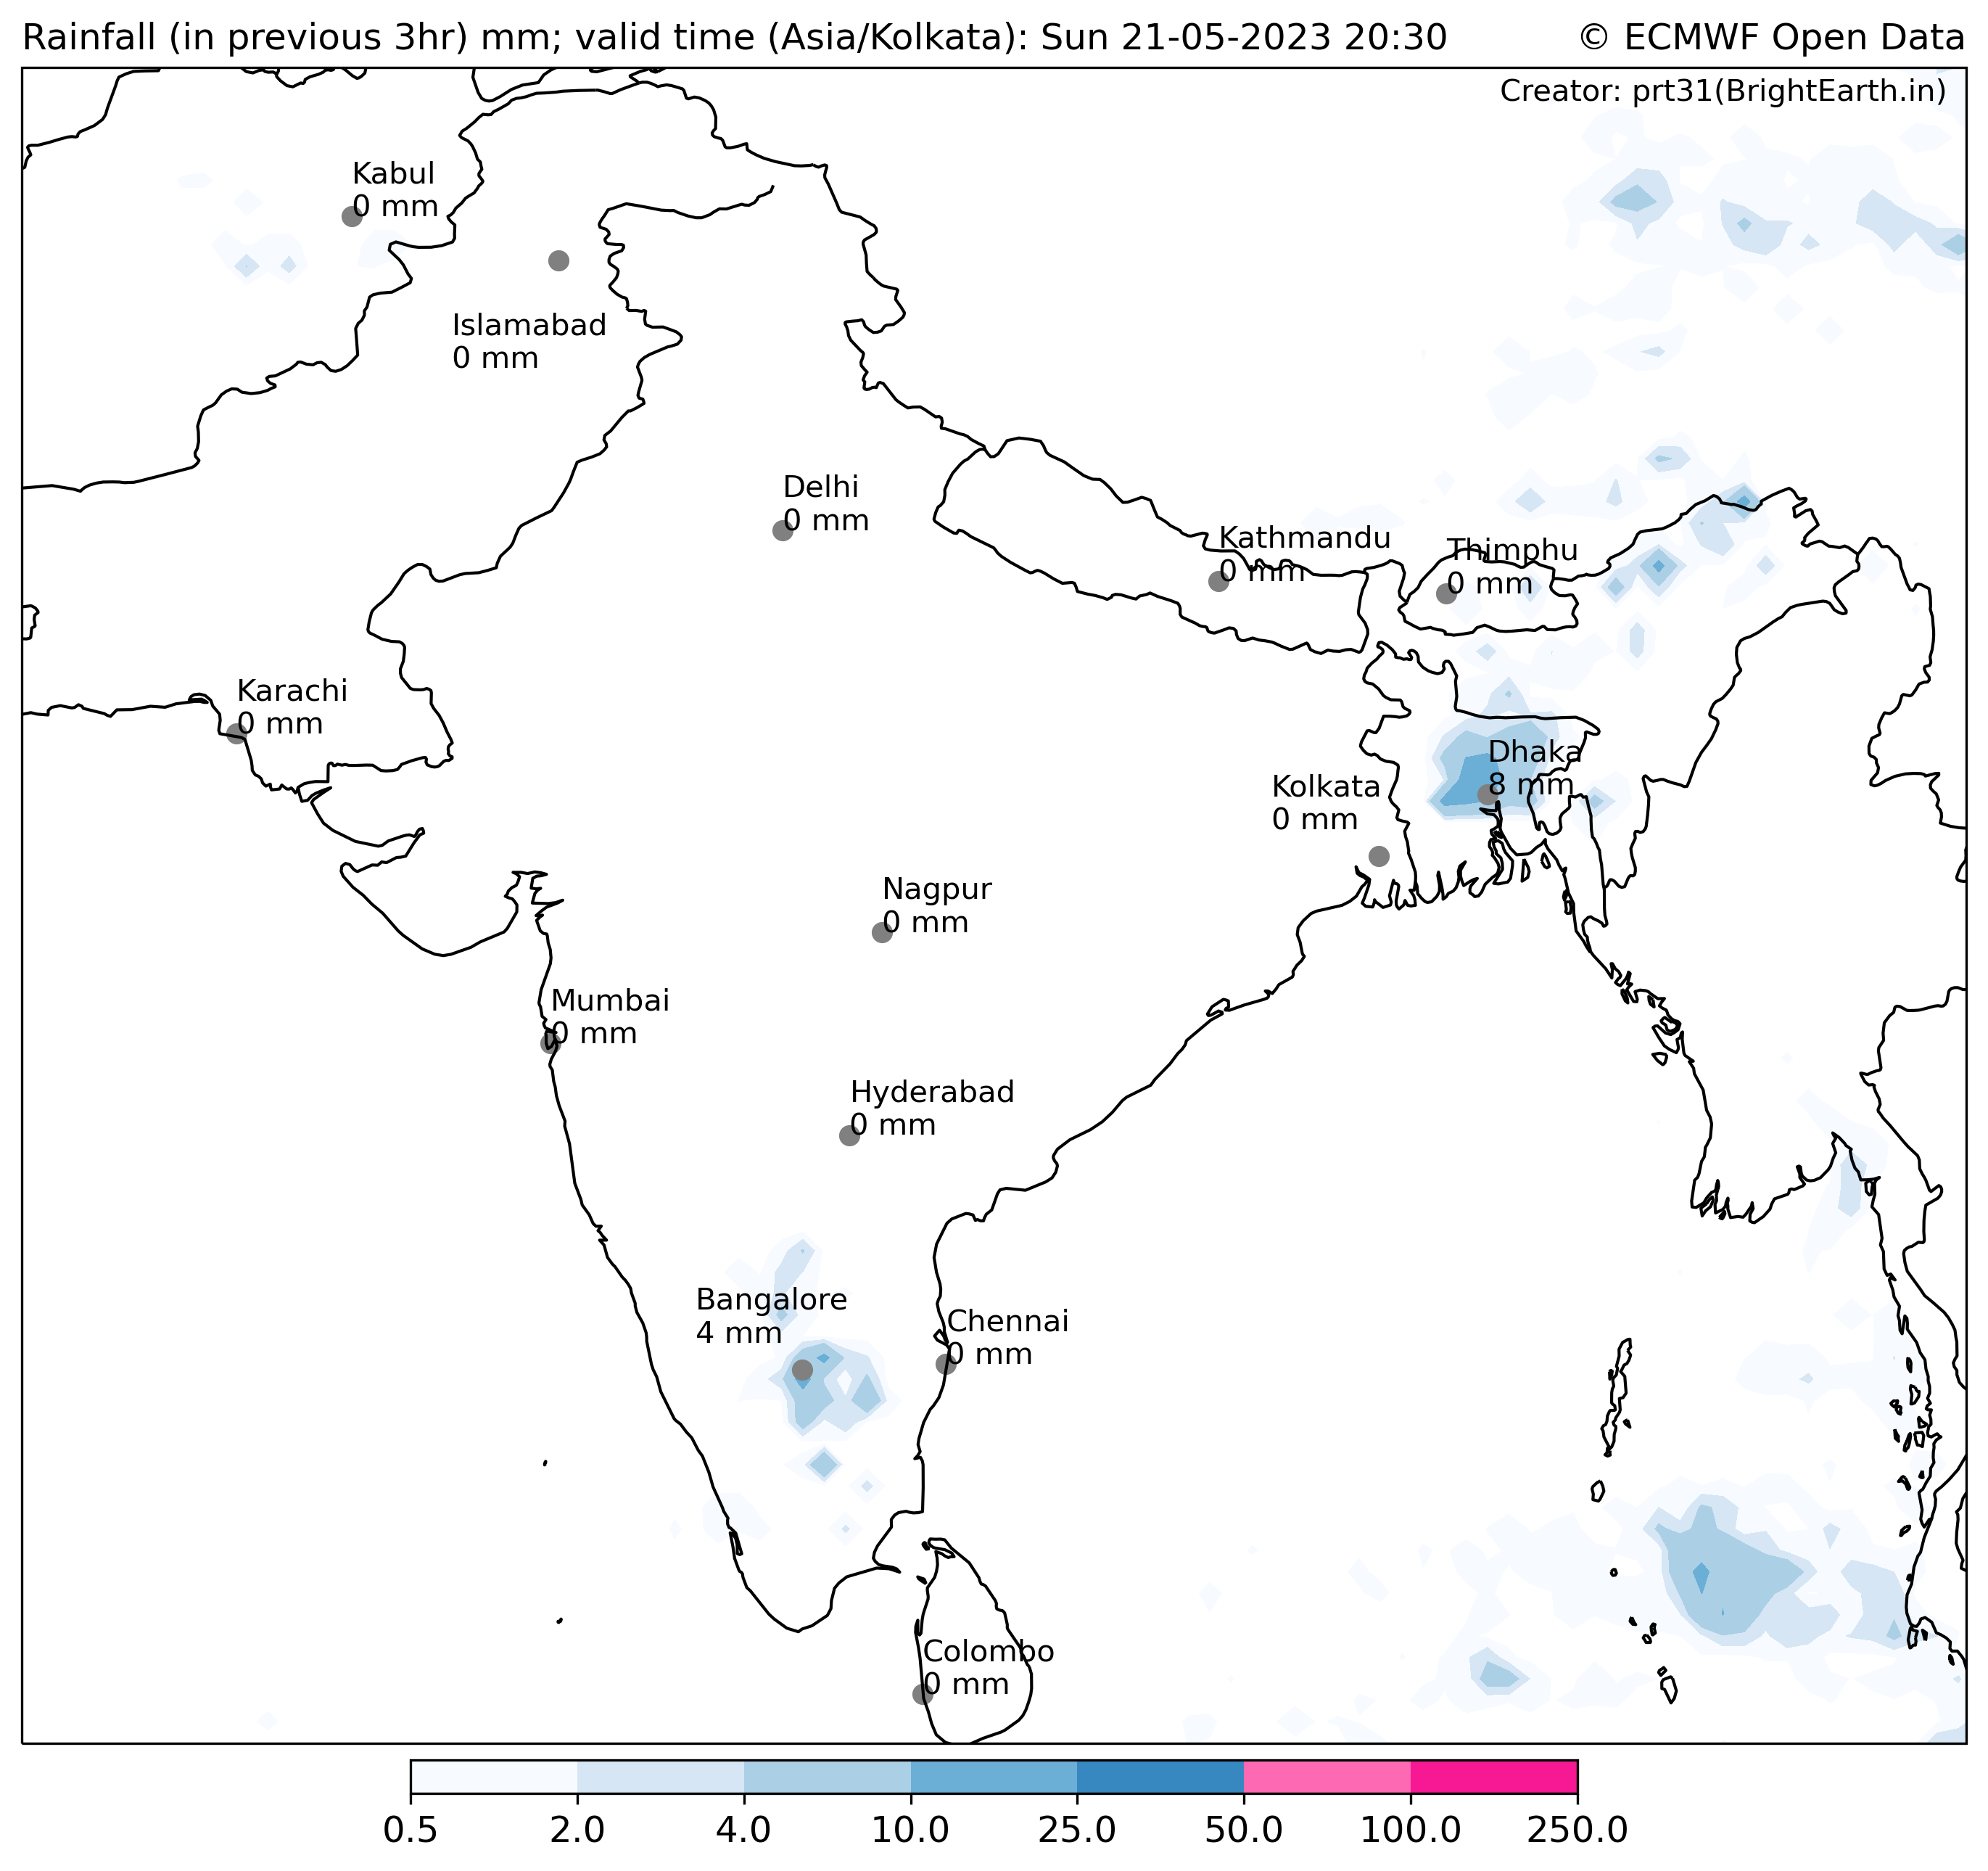 Rainfall (in previous 3hr) mm; valid time (Asia/Kolkata): Sun 21-05-2023 20:30
© ECMWF Open Data
Creator: prt31(BrightEarth.in)
Kabul
0 mm
Islamabad
0 mm
Delhi
0 mm
Kathmandu
0 mm
Thimphu
0 mm
Karachi
0 mm
Dhaka
8 mm
Kolkata
0 mm
Nagpur
0 mm
Mumbai
0 mm
Hyderabad
0 mm
Bangalore
4 mm
Chennai
0 mm
Colombo
0 mm
0.5 2.0 4.0 10.0 25.0 50.0 100.0 250.0